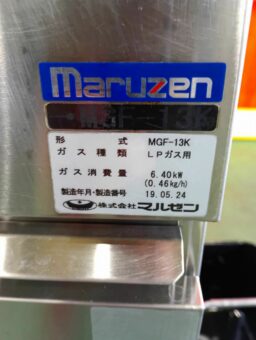 maruzen
MGF-13K
形 式 MGF-13K
ガス種類 LPガス用
ガス消費量 6.40kW
(0.46kg/h)
製造年月・製造番号 19.05.24
株式会社マルゼン